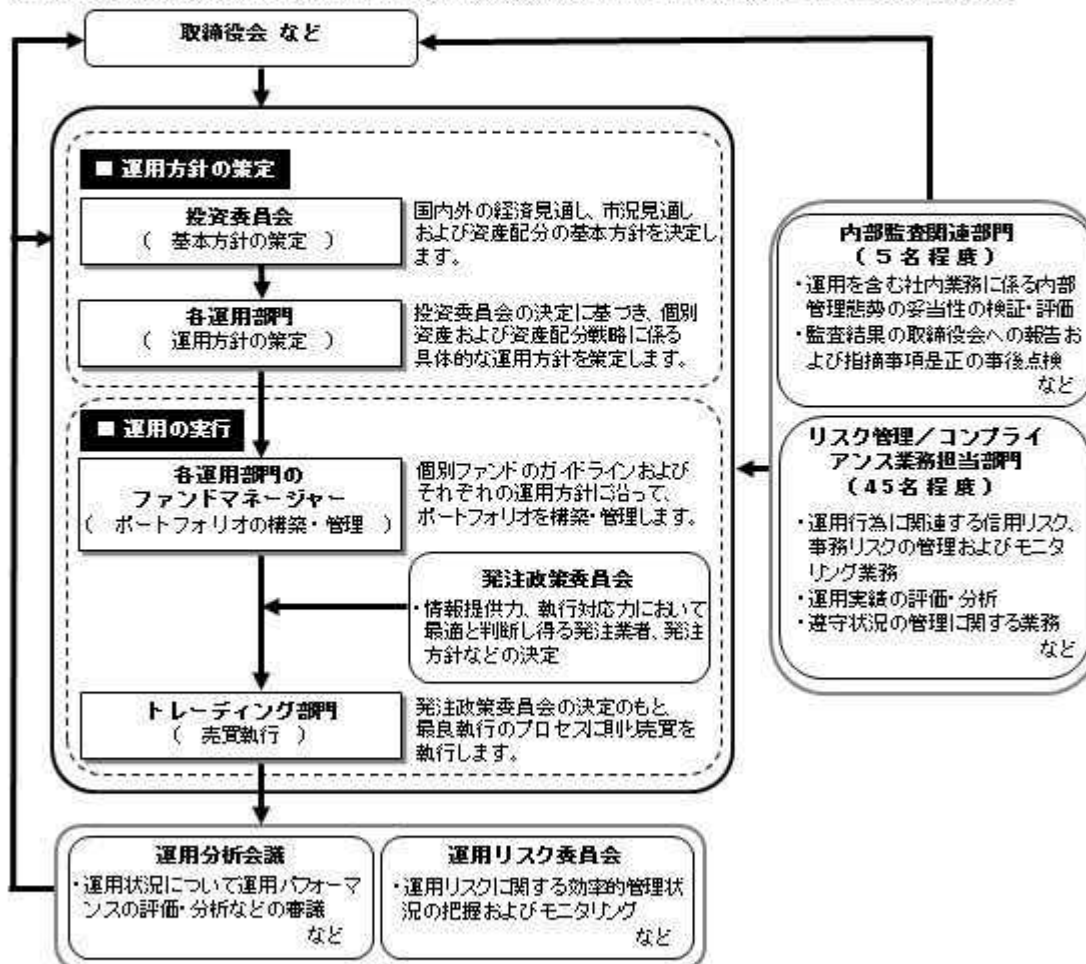 取締役会 など
■ 運用方針の策定
投資委員会
( 基本方針の策定 )
国内外の経済見通し、市況見通し
および資産配分の基本方針を決定し
ます。
各運用部門
( 運用方針の策定 )
投資委員会の決定に基づき、個別
資産および資産配分戦略に係る
具体的な運用方針を策定します。
■ 運用の実行
各運用部門の
ファンドマネージャー
( ポートフォリオの構築・管理 )
個別ファンドのガイドラインおよび
それぞれの運用方針に沿って、
ポートフォリオを構築・管理します。
発注政策委員会
・情報提供力、執行対応力において
最適と判断し得る発注業者、発注
方針などの決定
トレーディング部門
( 売買執行 )
発注政策委員会の決定のもと、
最良執行のプロセスに則り売買を
執行します。
運用分析会議
・運用状況について運用パフォーマ
ンスの評価・分析などの審議
など
運用リスク委員会
・運用リスクに関する効率的管理状
況の把握およびモニタリング
など
内部監査関連部門
(5名程度)
・運用を含む社内業務に係る内部
管理態勢の妥当性の検証・評価
・監査結果の取締役会への報告お
よび指摘事項是正の事後点検
など
リスク管理/コンプライ
アンス業務担当部門
(45名程度)
・運用行為に関連する信用リスク、
事務リスクの管理およびモニタ
リング業務
・運用実績の評価・分析
・遵守状況の管理に関する業務
など